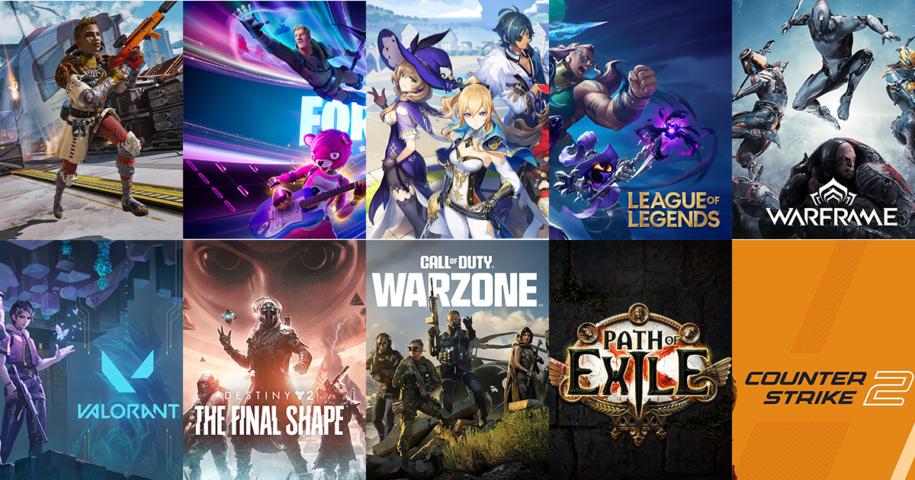 FOR
LEAGUE OF
LEGENDS
WARFRAME
VALORANT
DESTINY 2
THE FINAL SHAPE
CALL OF DUTY
WARZONE
PATH OF
EXILE
COUNTER
STRIKE 2